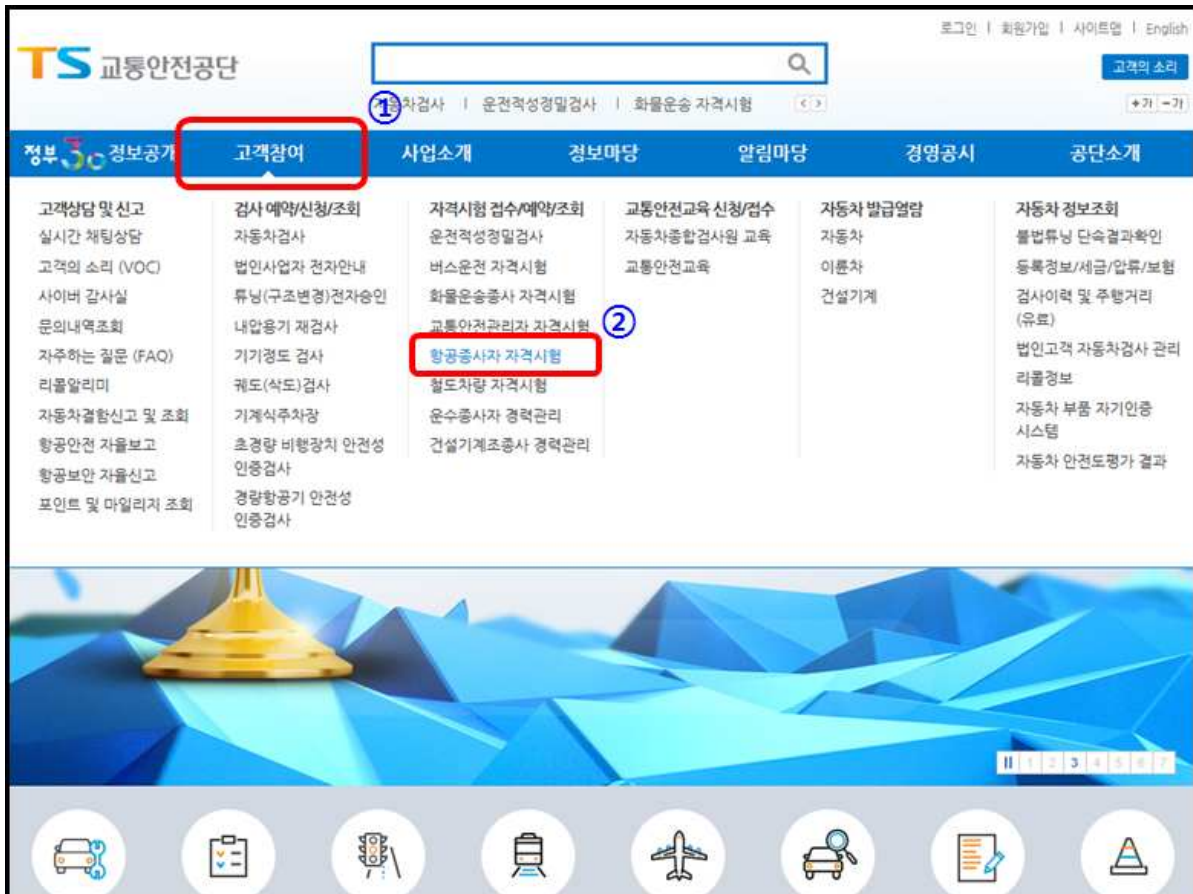 로그인 | 회원가입 | 사이트맵 | English
TS 교통안전공단
고객의 소리
① 자동차검사 | 운전적성정밀검사 | 화물운송 자격시험 < >
+가 -가
정부3.0 정보공개 고객참여 사업소개 정보마당 알림마당 경영공시 공단소개
고객상담 및 신고
실시간 채팅상담
고객의 소리 (VOC)
사이버 감사실
문의내역조회
자주하는 질문 (FAQ)
리콜알리미
자동차결함신고 및 조회
항공안전 자율보고
항공보안 자율신고
포인트 및 마일리지 조회
검사 예약/신청/조회
자동차검사
법인사업자 전자안내
튜닝(구조변경)전자승인
내압용기 재검사
기기정도 검사
궤도(삭도)검사
기계식주차장
초경량 비행장치 안전성
인증검사
경량항공기 안전성
인증검사
자격시험 접수/예약/조회
운전적성정밀검사
버스운전 자격시험
화물운송종사 자격시험
교통안전관리자 자격시험
②
항공종사자 자격시험
철도차량 자격시험
운수종사자 경력관리
건설기계조종사 경력관리
교통안전교육 신청/접수
자동차종합검사원 교육
교통안전교육
자동차 발급열람
자동차
이륜차
건설기계
자동차 정보조회
불법튜닝 단속결과확인
등록정보/세금/압류/보험
검사이력 및 주행거리
(유료)
법인고객 자동차검사 관리
리콜정보
자동차 부품 자기인증
시스템
자동차 안전도평가 결과
1 2 3 4 5 6 7